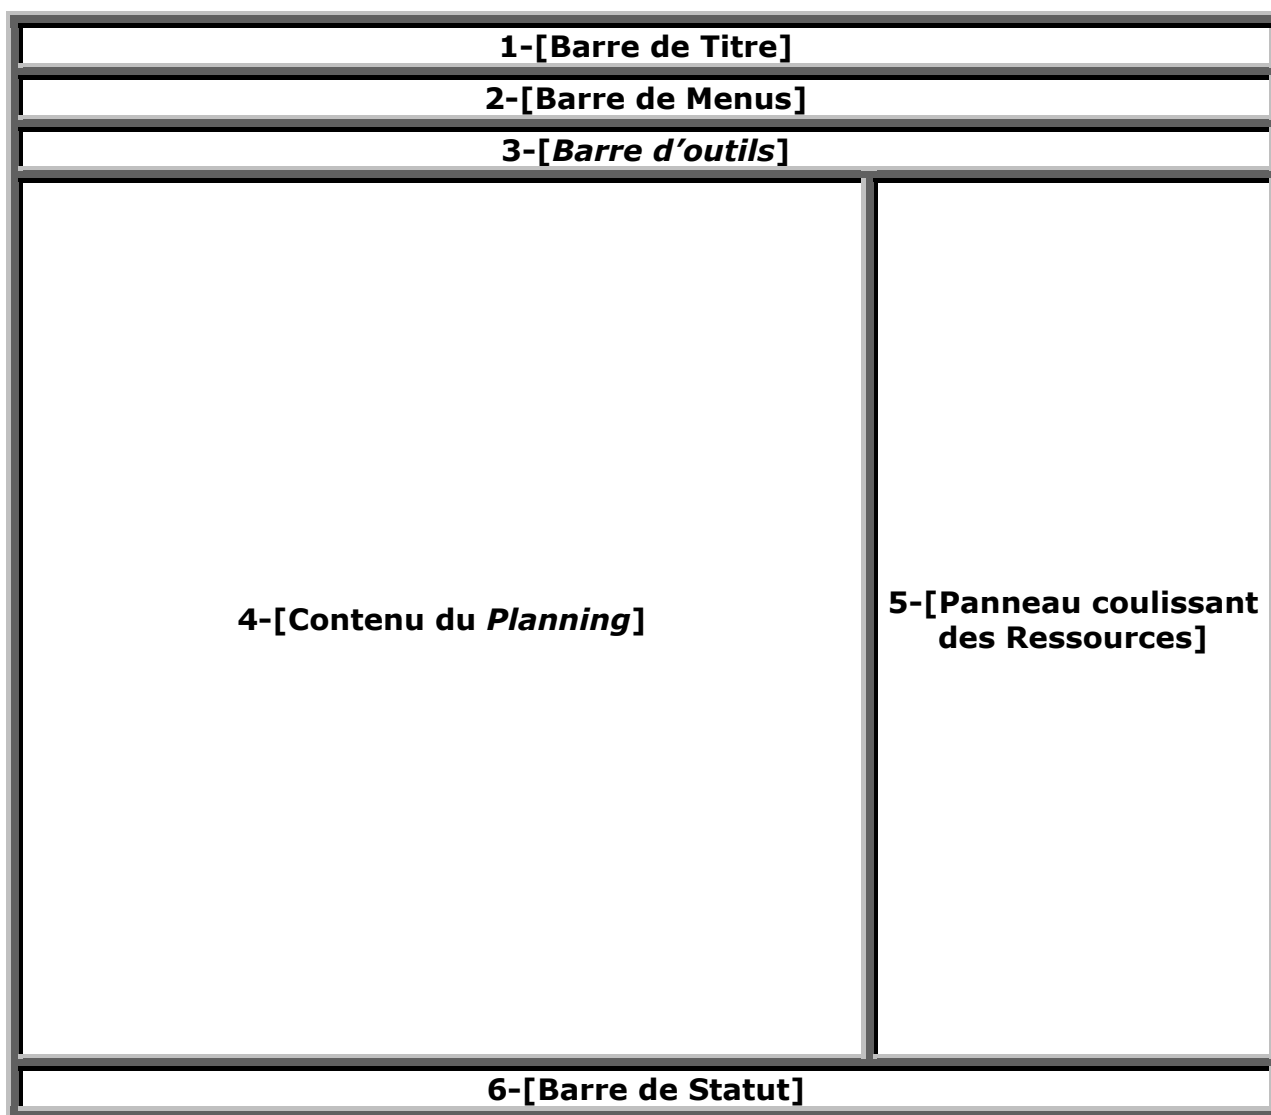 1-[Barre de Titre]
2-[Barre de Menus]
3-[Barre d’outils]
4-[Contenu du Planning]
5-[Panneau coulissant
des Ressources]
6-[Barre de Statut]